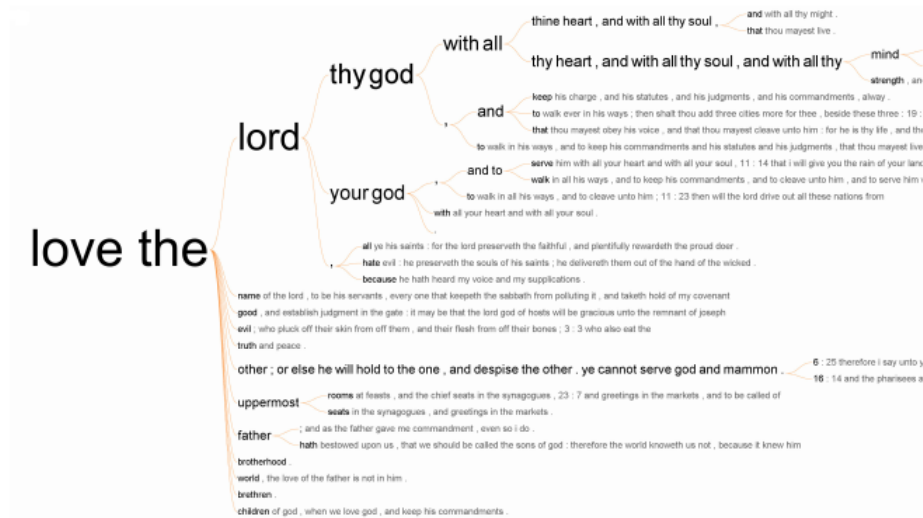 love the
lord
thy god
with all
thine heart , and with all thy soul ,
and with all thy might .
that thou mayest live .
thy heart , and with all thy soul , and with all thy
mind
strength , an
,
and
keep his charge , and his statutes , and his judgments , and his commandments , alway .
to walk ever in his ways ; then shalt thou add three cities more for thee , beside these three : 19 :
that thou mayest obey his voice , and that thou mayest cleave unto him : for he is thy life , and the
to walk in his ways , and to keep his commandments and his statutes and his judgments , that thou mayest live
your god
,
and to
serve him with all your heart and with all your soul , 11 : 14 that i will give you the rain of your land
walk in all his ways , and to keep his commandments , and to cleave unto him , and to serve him w
to walk in all his ways , and to cleave unto him ; 11 : 23 then will the lord drive out all these nations from
with all your heart and with all your soul .
.
,
all ye his saints : for the lord preserveth the faithful , and plentifully rewardeth the proud doer .
hate evil : he preserveth the souls of his saints ; he delivereth them out of the hand of the wicked .
because he hath heard my voice and my supplications .
name of the lord , to be his servants , every one that keepeth the sabbath from polluting it , and taketh hold of my covenant
good , and establish judgment in the gate : it may be that the lord god of hosts will be gracious unto the remnant of joseph
evil ; who pluck off their skin from off them , and their flesh from off their bones ; 3 : 3 who also eat the
truth and peace .
other ; or else he will hold to the one , and despise the other . ye cannot serve god and mammon .
6 : 25 therefore i say unto y
16 : 14 and the pharisees a
uppermost
rooms at feasts , and the chief seats in the synagogues , 23 : 7 and greetings in the markets , and to be called of
seats in the synagogues , and greetings in the markets .
father
; and as the father gave me commandment , even so i do .
hath bestowed upon us , that we should be called the sons of god : therefore the world knoweth us not , because it knew him
brotherhood .
world , the love of the father is not in him .
brethren .
children of god , when we love god , and keep his commandments .